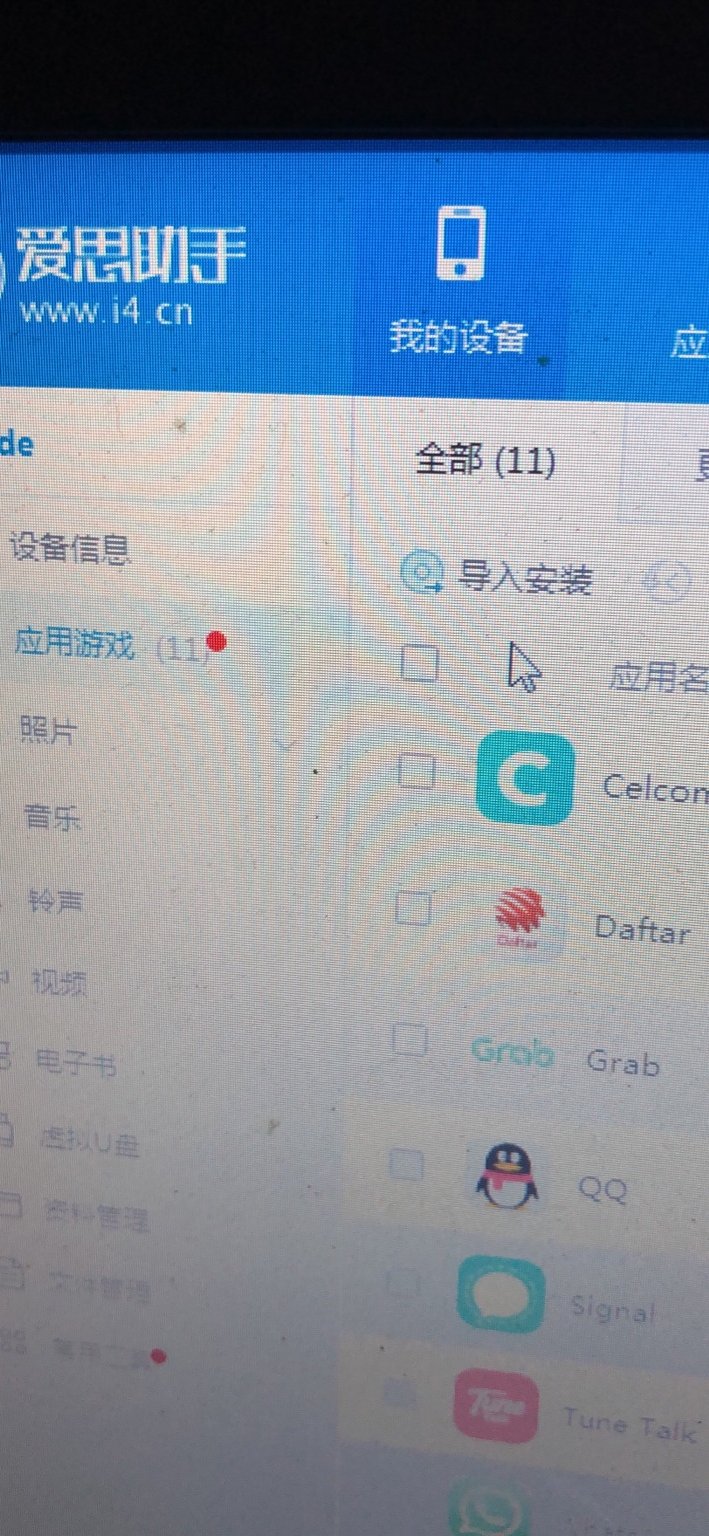 爱思助手
www.i4.cn
我的设备
应
de
全部 (11)
设备信息
导入安装
应用游戏 (11)
应用名
照片
Celcom
音乐
铃声
Daftar
视频
电子书
Grab Grab
虚拟U盘
QQ
资料管理
文件管理
Signal
Tune Tune Talk